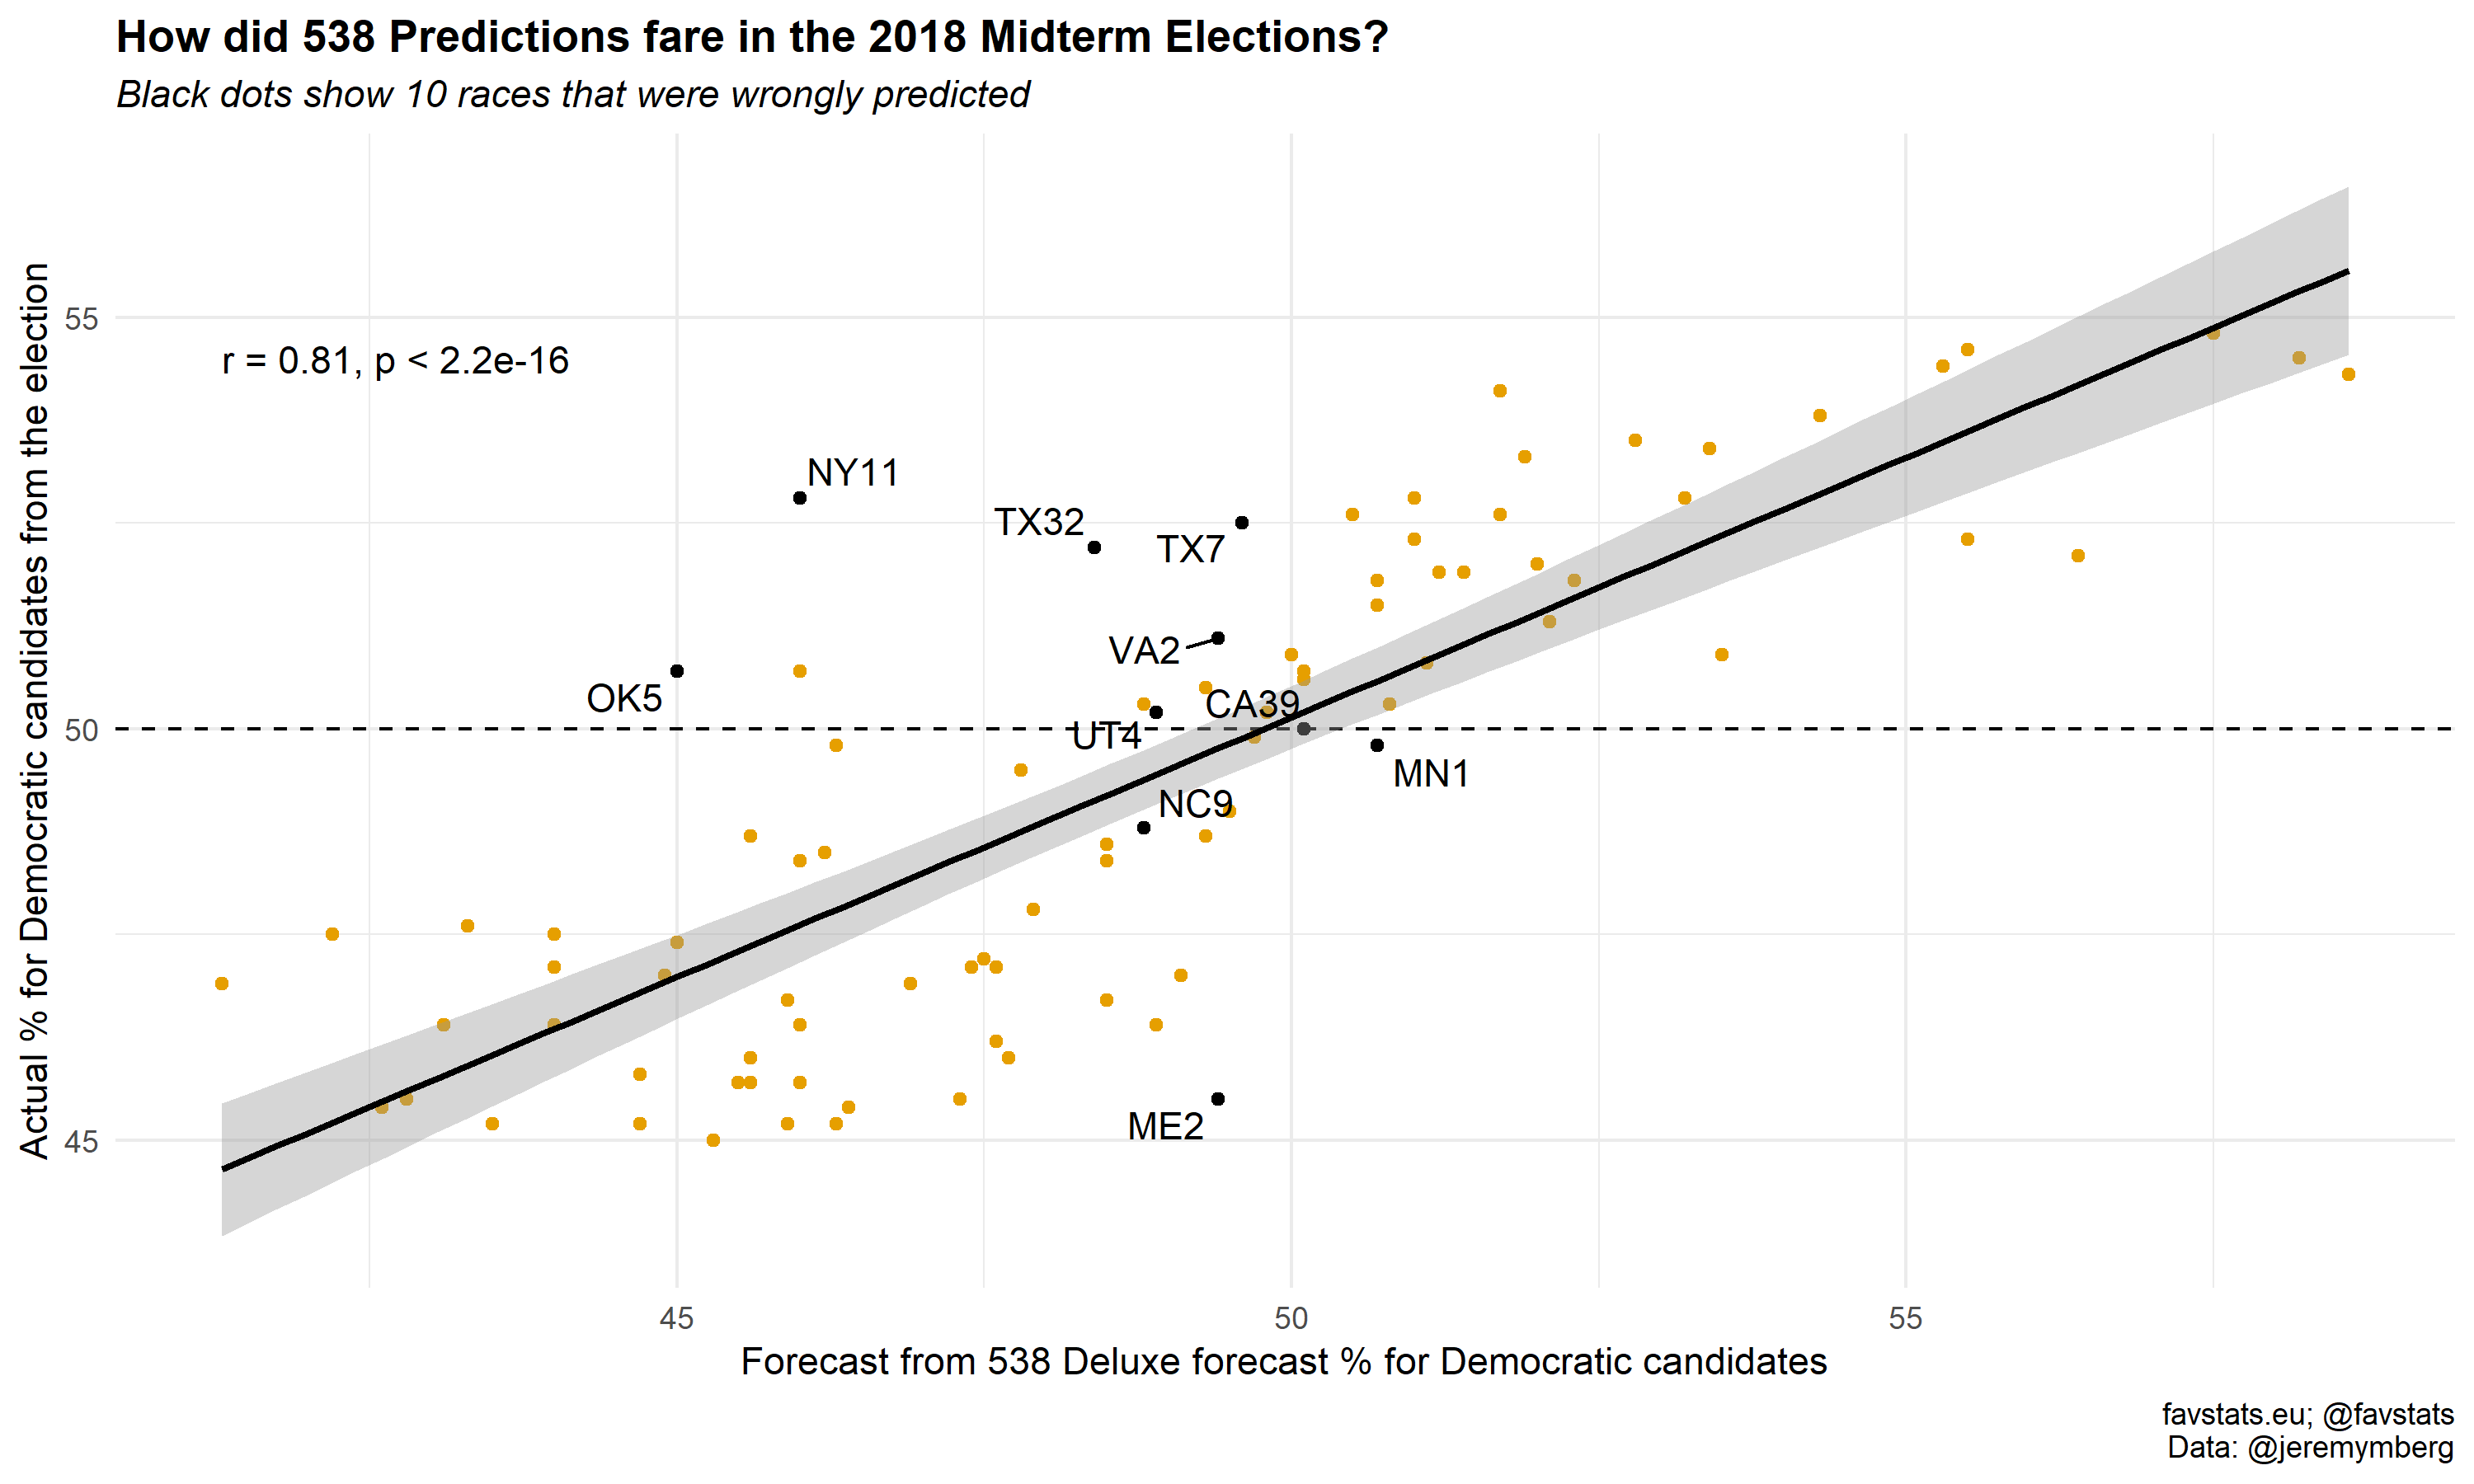 How did 538 Predictions fare in the 2018 Midterm Elections?
Black dots show 10 races that were wrongly predicted
Actual % for Democratic candidates from the election
55
50
45
r = 0.81, p < 2.2e-16
NY11
TX32
TX7
VA2
OK5
CA39
UT4
MN1
NC9
ME2
45
50
55
Forecast from 538 Deluxe forecast % for Democratic candidates
favstats.eu; @favstats
Data: @jeremymberg